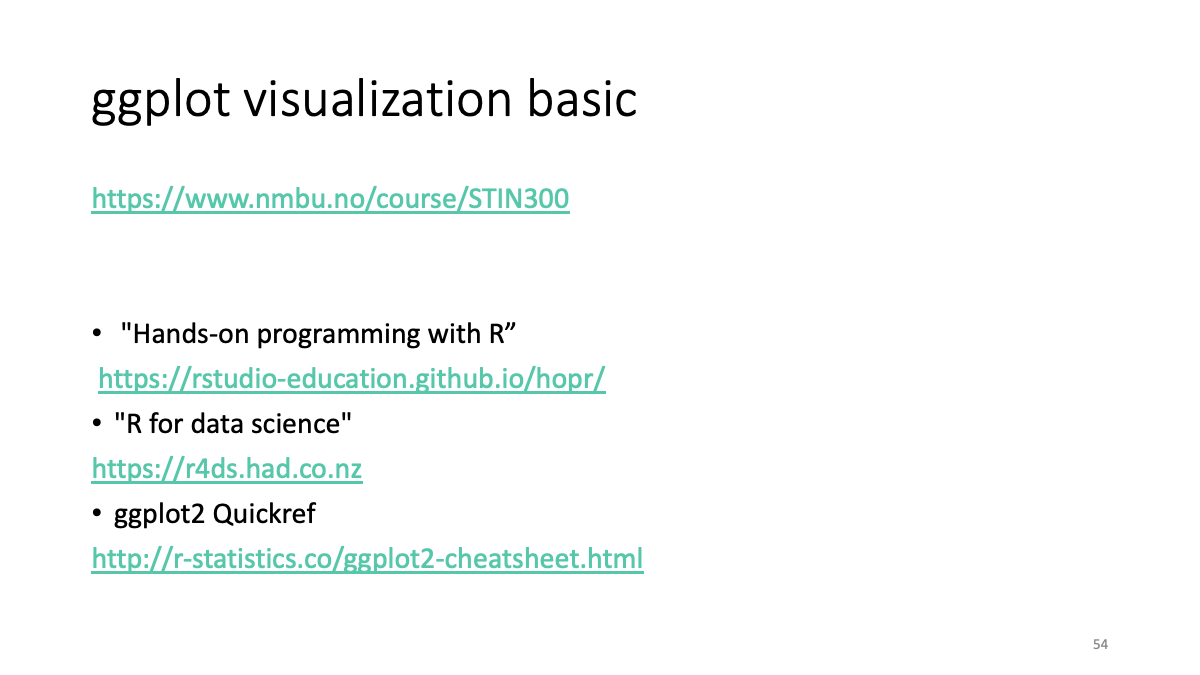 ggplot visualization basic
https://www.nmbu.no/course/STIN300
• "Hands-on programming with R”
https://rstudio-education.github.io/hopr/
• "R for data science"
https://r4ds.had.co.nz
• ggplot2 Quickref
http://r-statistics.co/ggplot2-cheatsheet.html
54